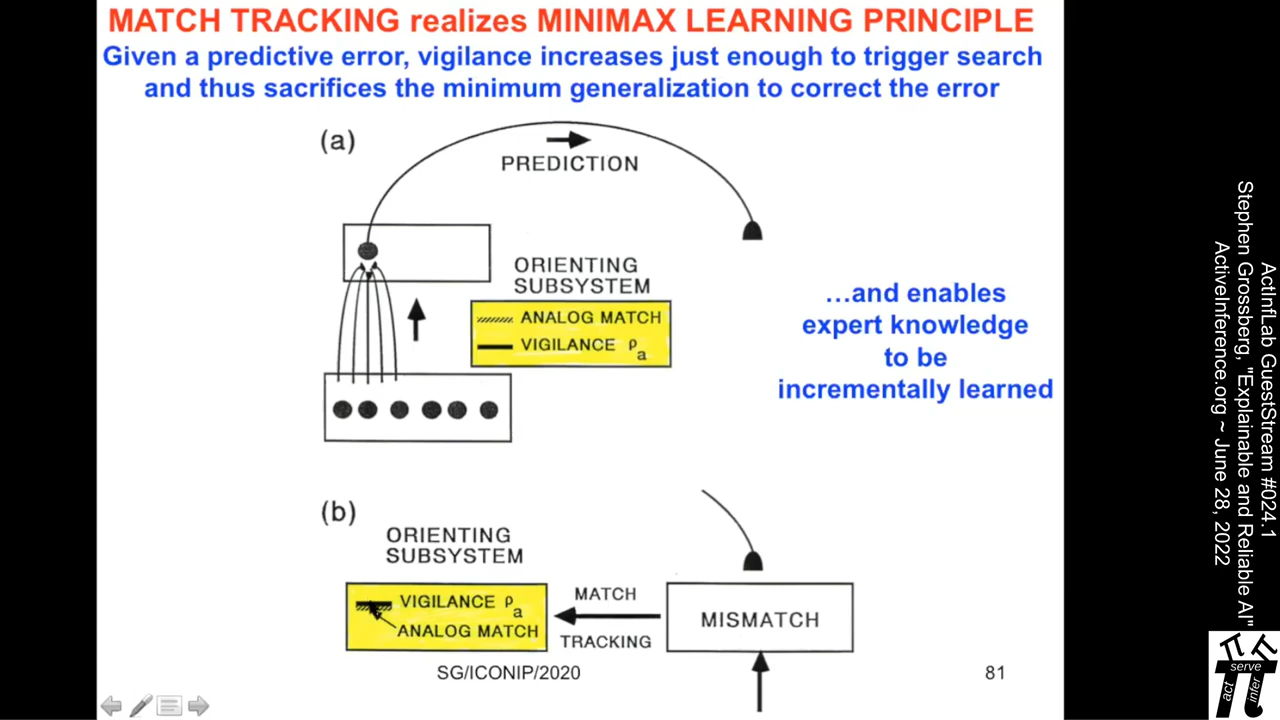 MATCH TRACKING realizes MINIMAX LEARNING PRINCIPLE
Given a predictive error, vigilance increases just enough to trigger search
and thus sacrifices the minimum generalization to correct the error
(a)
PREDICTION
ORIENTING
SUBSYSTEM
ANALOG MATCH
VIGILANCE ρa
…and enables
expert knowledge
to be
incrementally learned
(b)
ORIENTING
SUBSYSTEM
VIGILANCE ρa
ANALOG MATCH
MATCH
TRACKING
MISMATCH
SG/ICONIP/2020
81
ActInfLab GuestStream #024.1
Stephen Grossberg, "Explainable and Reliable AI"
ActiveInference.org ~ June 28, 2022
serve
act
infer